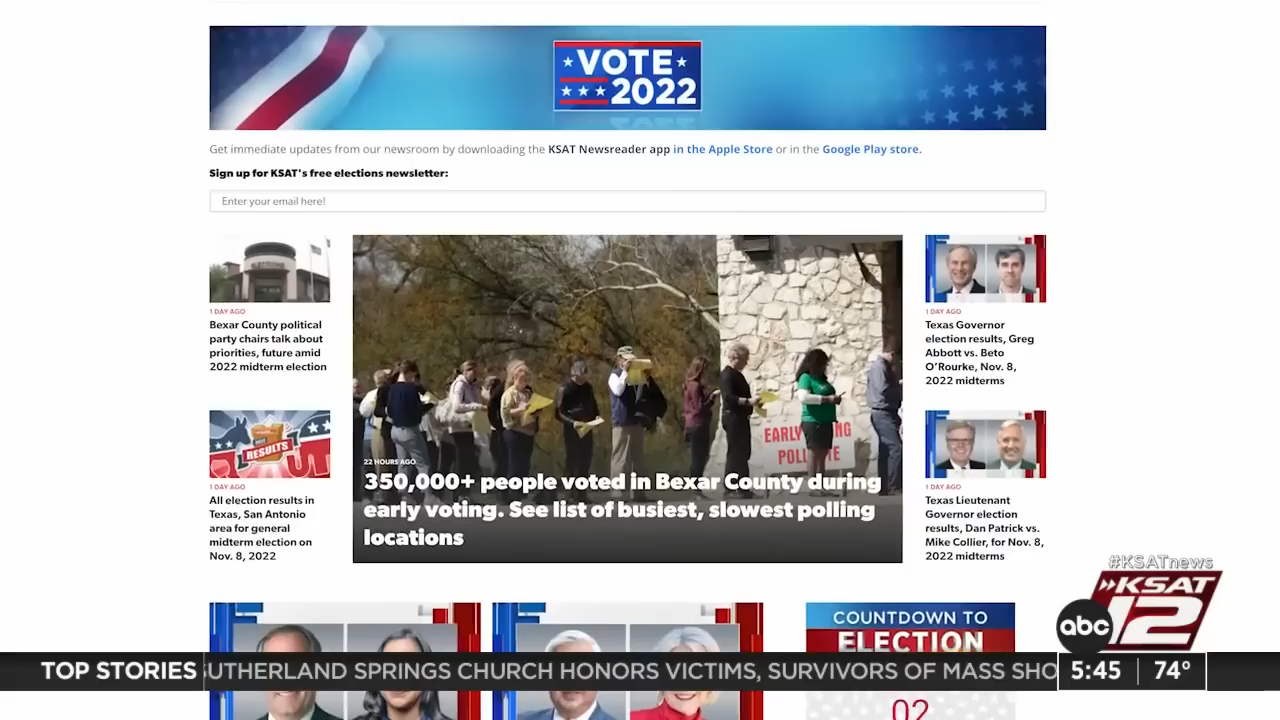 VOTE
2022
Get immediate updates from our newsroom by downloading the KSAT Newsreader app in the Apple Store or in the Google Play store.
Sign up for KSAT's free elections newsletter:
Enter your email here!
1 DAY AGO
Bexar County political
party chairs talk about
priorities, future amid
2022 midterm election
RESULTS
1 DAY AGO
All election results in
Texas, San Antonio
area for general
midterm election on
Nov. 8, 2022
EARLY
22 HOURS AGO
350,000+ people voted in Bexar County during
early voting. See list of busiest, slowest polling
locations
1 DAY AGO
Texas Governor
election results, Greg
Abbott vs. Beto
O'Rourke, Nov. 8,
2022 midterms
1 DAY AGO
Texas Lieutenant
Governor election
results, Dan Patrick vs.
Mike Collier, for Nov. 8,
2022 midterms
COUNTDOWN TO
ELECTION
02
#KSATnews
KSAT
abc 12
TOP STORIES SUTHERLAND SPRINGS CHURCH HONORS VICTIMS, SURVIVORS OF MASS SHO 5:45 74°